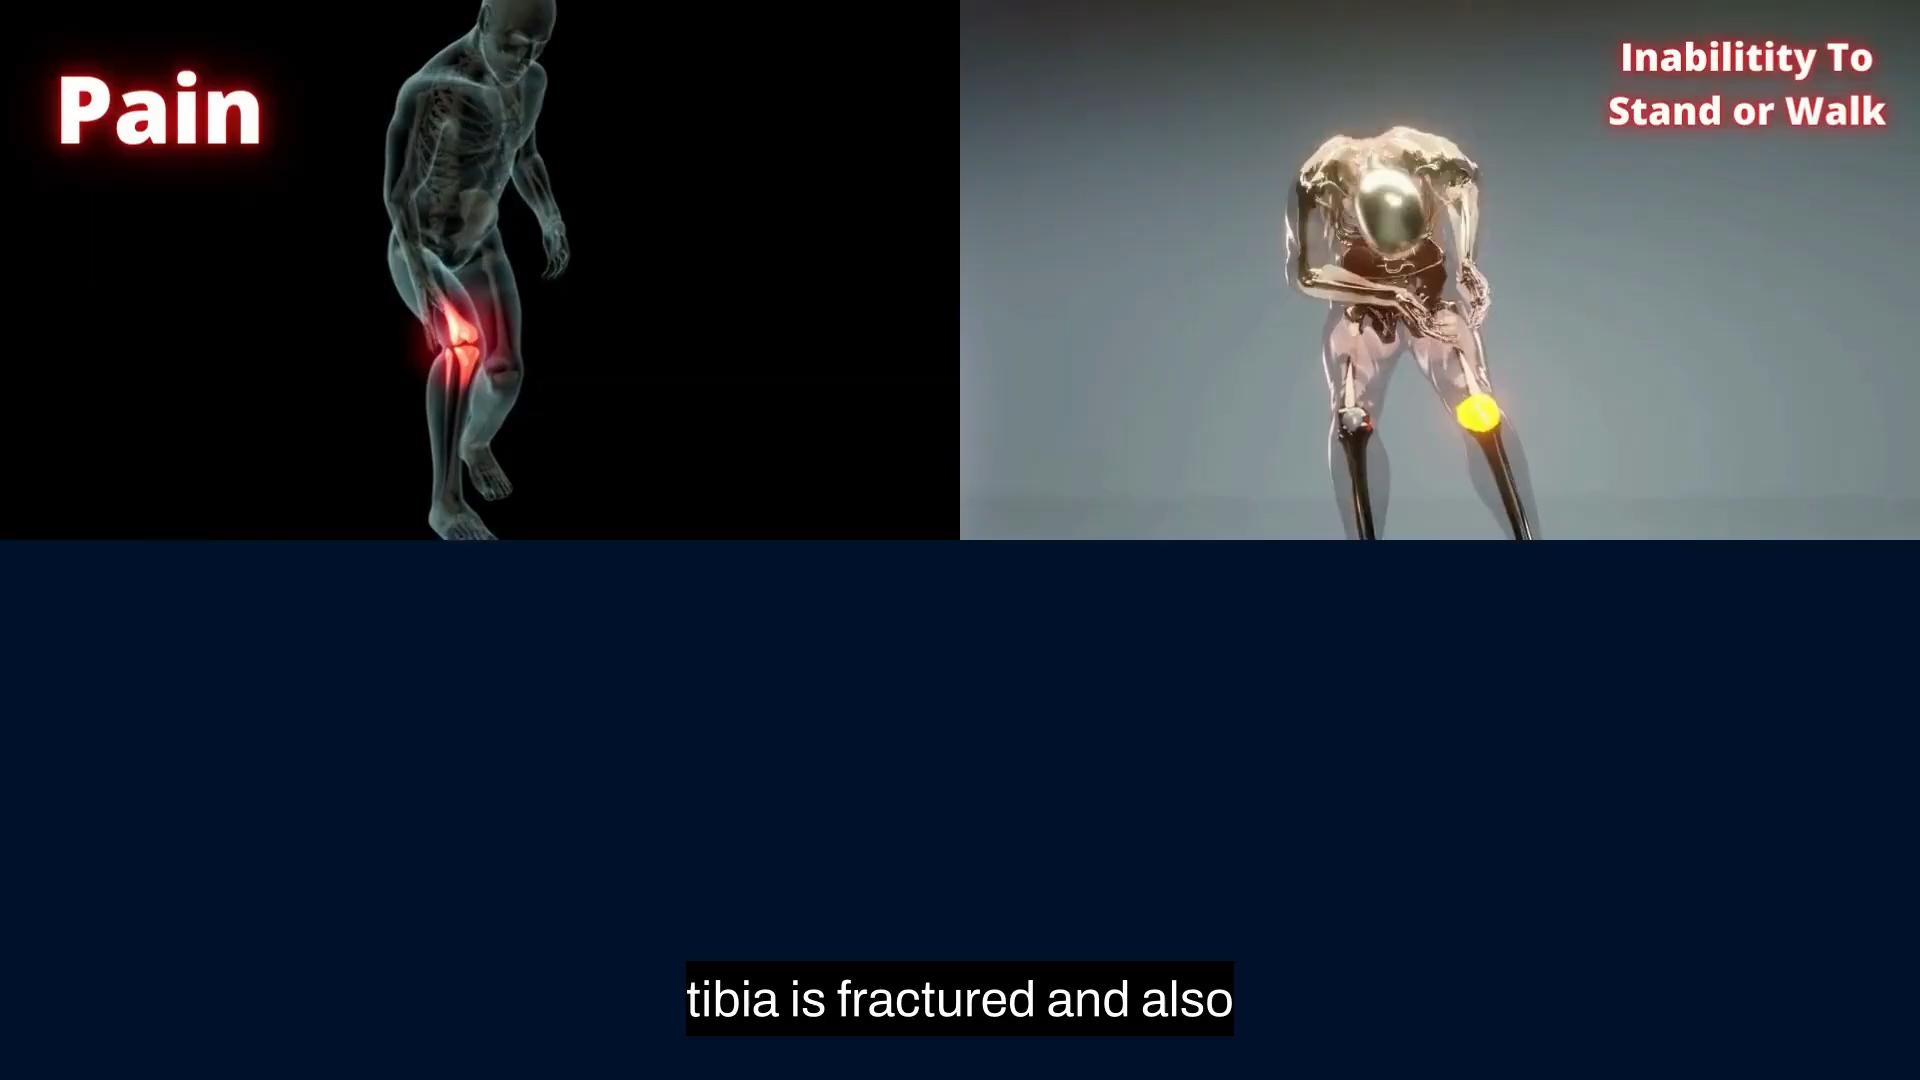 Pain
Inabilitity To
Stand or Walk
tibia is fractured and also